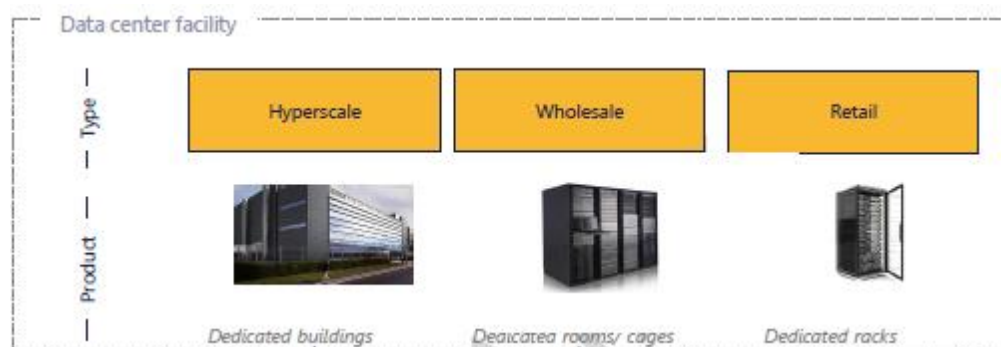 Data center facility
Type
Hyperscale
Wholesale
Retail
Product
Dedicated buildings
Dedicated rooms/ cages
Dedicated racks